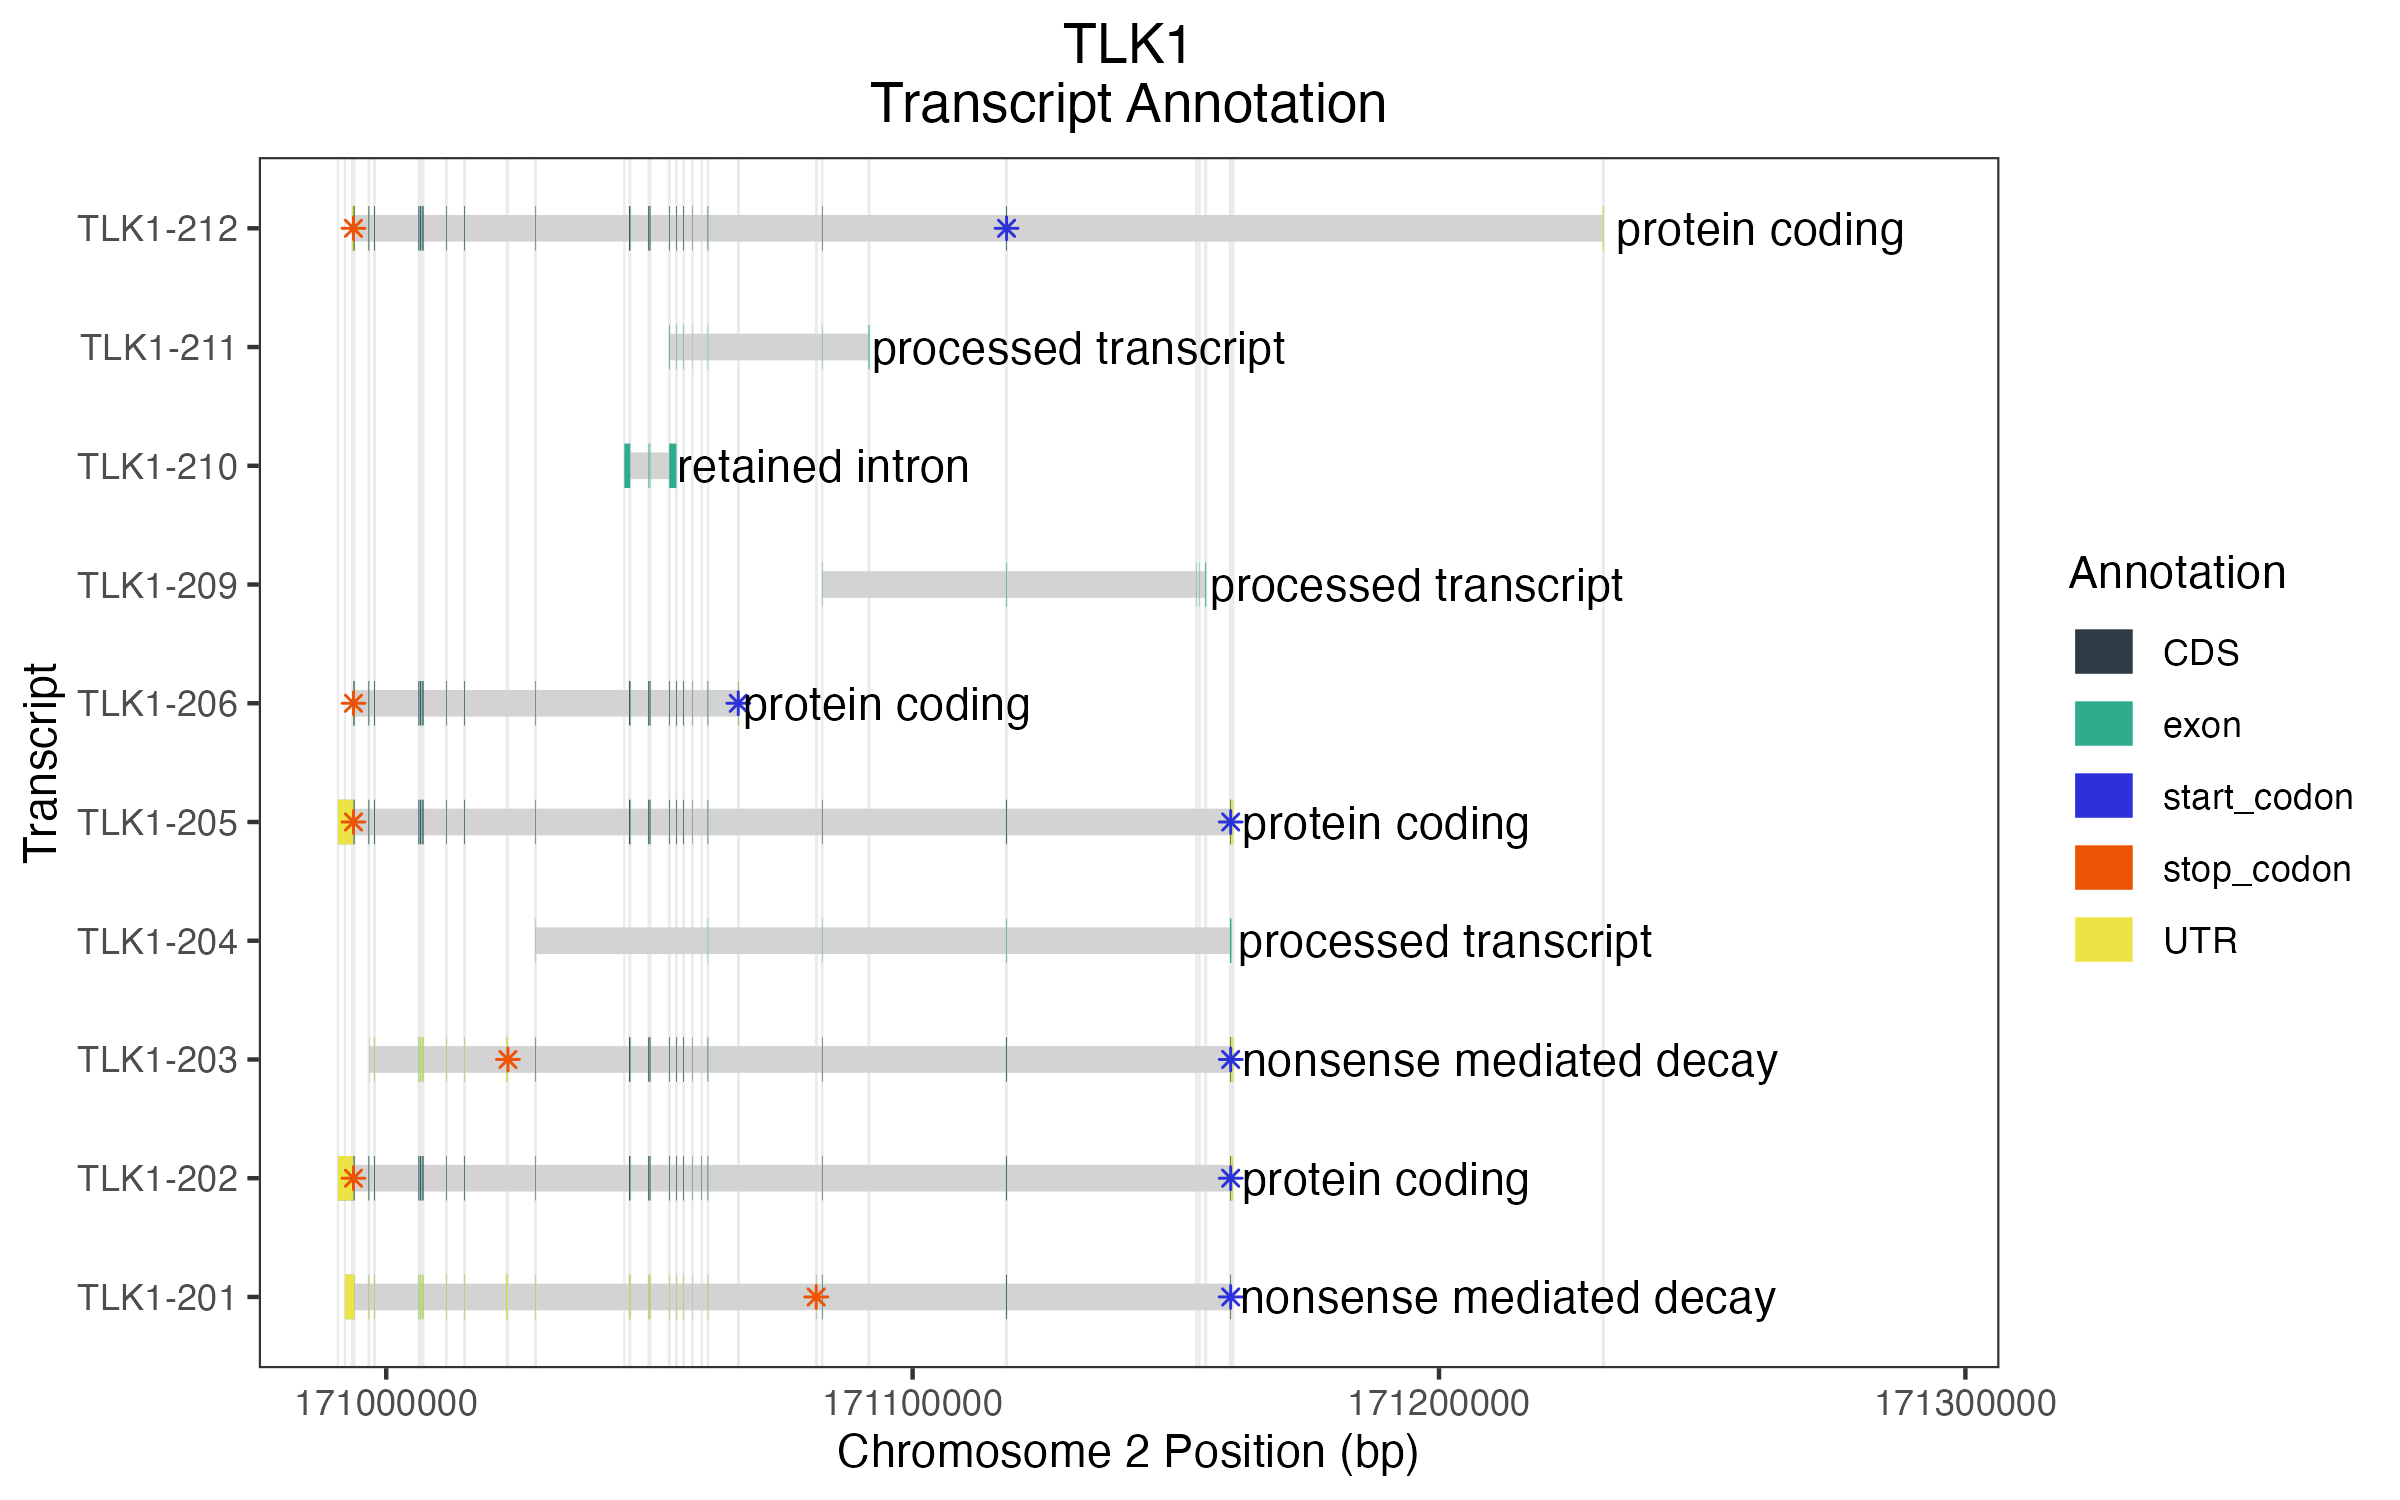 TLK1
Transcript Annotation
Transcript
TLK1-212
protein coding
TLK1-211
processed transcript
TLK1-210
retained intron
TLK1-209
processed transcript
TLK1-206
protein coding
TLK1-205
protein coding
TLK1-204
processed transcript
TLK1-203
nonsense mediated decay
TLK1-202
protein coding
TLK1-201
nonsense mediated decay
171000000 171100000 171200000 171300000
Chromosome 2 Position (bp)
Annotation
CDS
exon
start_codon
stop_codon
UTR